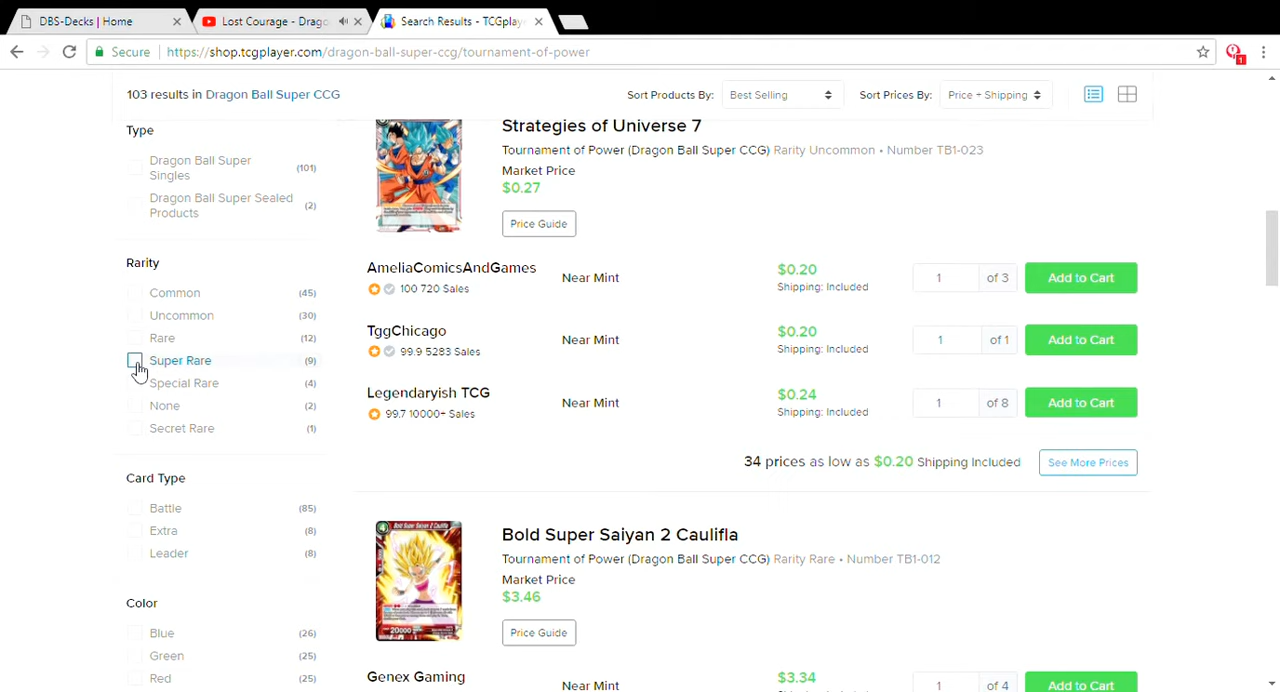 DBS-Decks | Home
Lost Courage - Drago
Search Results - TCGplay
Secure
https://shop.tcgplayer.com/dragon-ball-super-ccg/tournament-of-power
1
103 results in Dragon Ball Super CCG
Sort Products By:
Best Selling
Sort Prices By:
Price + Shipping
Type
Dragon Ball Super Singles (101)
Dragon Ball Super Sealed Products (2)
Rarity
Common (45)
Uncommon (30)
Rare (12)
Super Rare (9)
Special Rare (4)
None (2)
Secret Rare (1)
Card Type
Battle (85)
Extra (8)
Leader (8)
Color
Blue (26)
Green (25)
Red (25)
Strategies of Universe 7
Tournament of Power (Dragon Ball Super CCG) Rarity Uncommon • Number TB1-023
Market Price
$0.27
Price Guide
AmeliaComicsAndGames
100 720 Sales
Near Mint
$0.20
Shipping: Included
1 of 3
Add to Cart
TggChicago
99.9 5283 Sales
Near Mint
$0.20
Shipping: Included
1 of 1
Add to Cart
Legendaryish TCG
99.7 10000+ Sales
Near Mint
$0.24
Shipping: Included
1 of 8
Add to Cart
34 prices as low as $0.20 Shipping Included
See More Prices
4
Bold Super Saiyan 2 Caulifla
20000
Bold Super Saiyan 2 Caulifla
Tournament of Power (Dragon Ball Super CCG) Rarity Rare • Number TB1-012
Market Price
$3.46
Price Guide
Genex Gaming
Near Mint
$3.34
1 of 4
Add to Cart